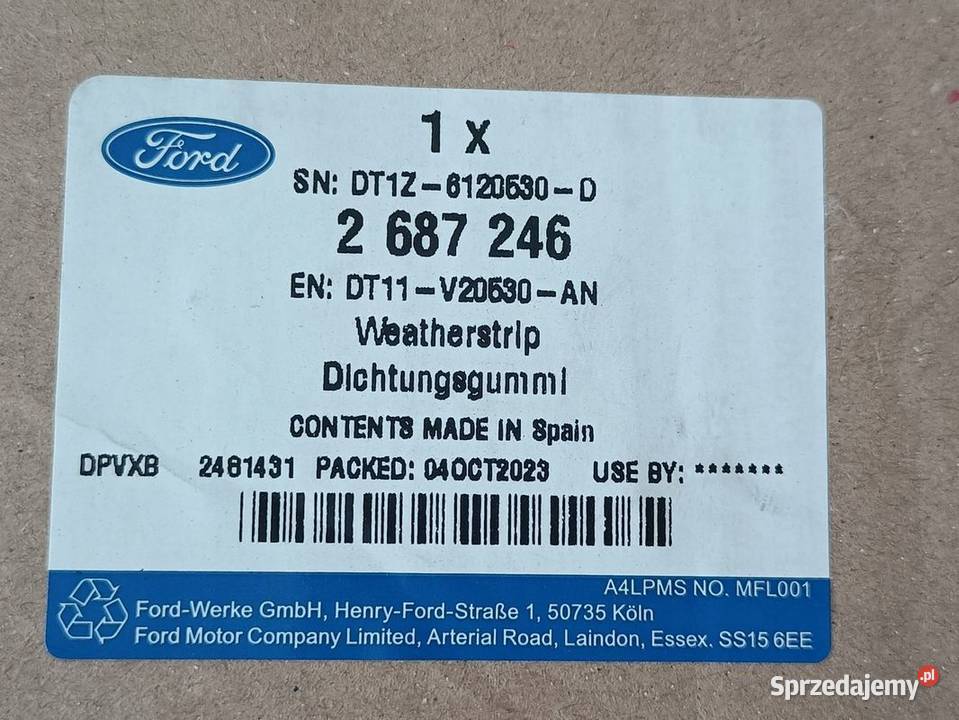 Ford
1 x
SN: DT1Z-6120530-D
2 687 246
EN: DT11-V20530-AN
Weatherstrip
Dichtungsgummi
CONTENTS MADE IN Spain
DPVXB 2481431 PACKED: 04OCT2023 USE BY: *******
A4LPMS NO. MFL001
Ford-Werke GmbH, Henry-Ford-Straße 1, 50735 Köln
Ford Motor Company Limited, Arterial Road, Laindon, Essex. SS15 6EE
Sprzedajemy.pl